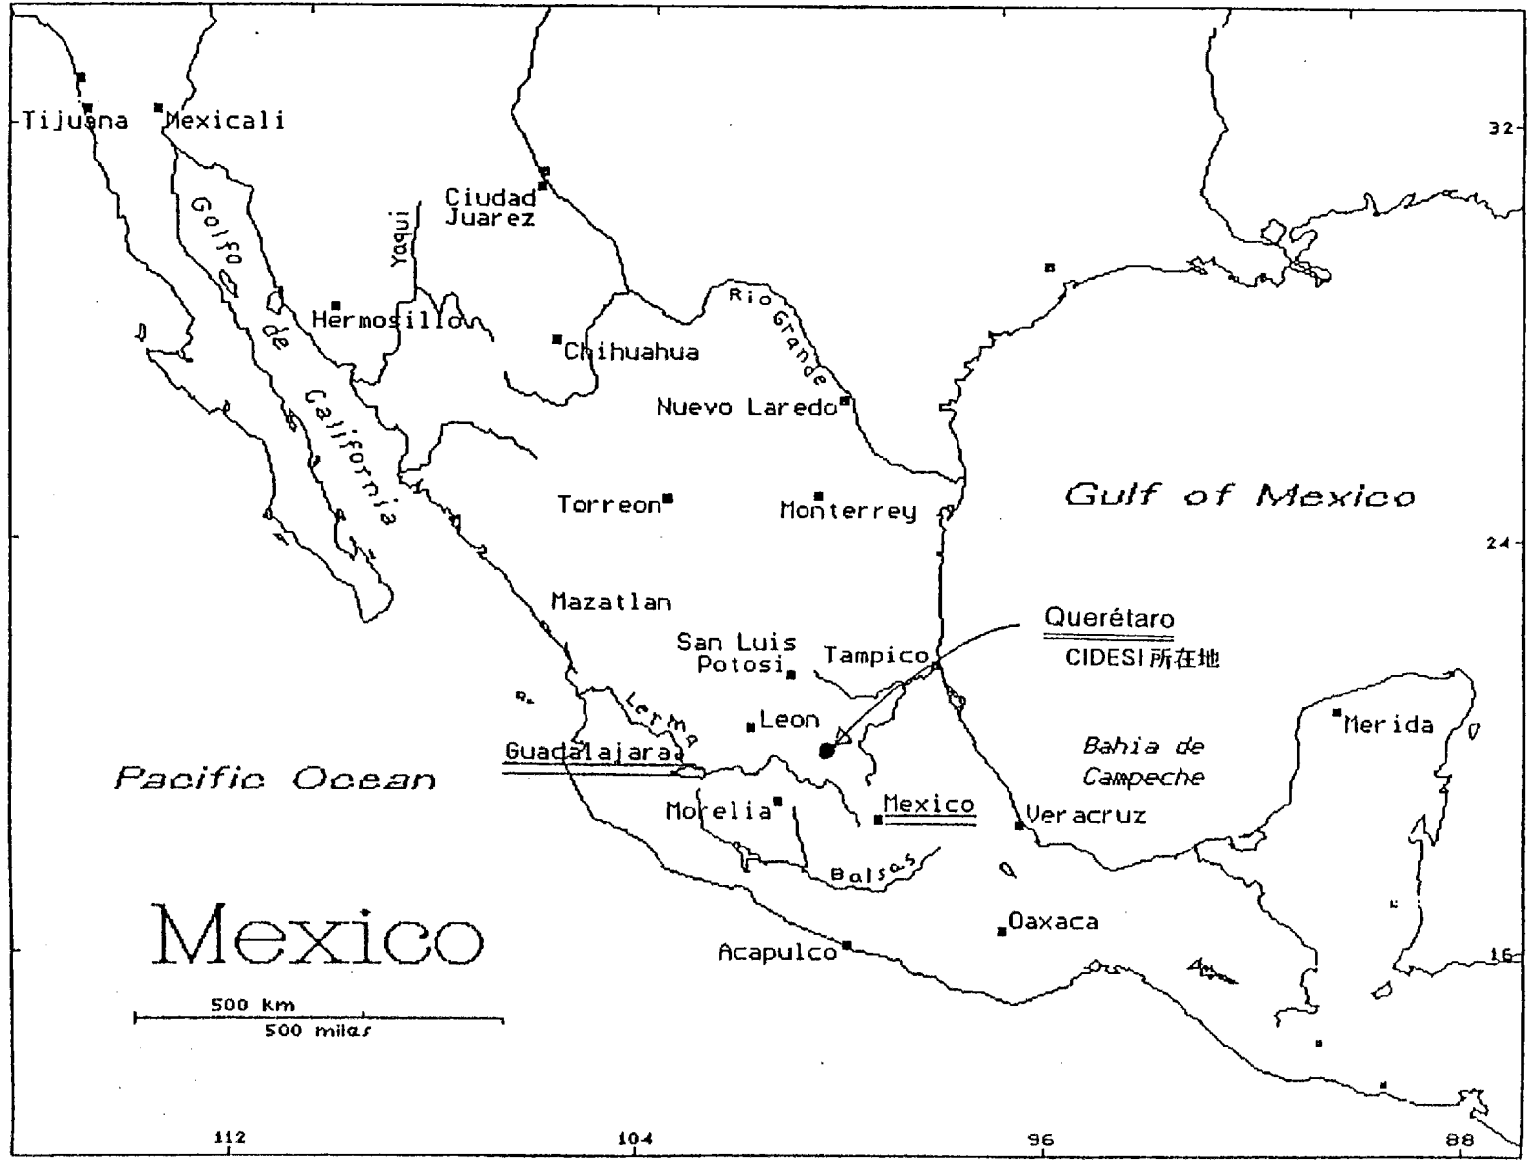 Tijuana
Mexicali
32
Ciudad
Juarez
Golfo de California
Yaqui
Hermosillo
Rio Grande
Chihuahua
Nuevo Laredo
Torreon
Monterrey
Gulf of Mexico
24
Mazatlan
Querétaro
San Luis
Potosi
Tampico
CIDESI所在地
Lerma
Leon
Merida
Guadalajara
Bahia de
Campeche
Pacific Ocean
Morelia
Mexico
Veracruz
Balsas
Mexico
Oaxaca
Acapulco
16
500 km
500 miles
112
104
96
88